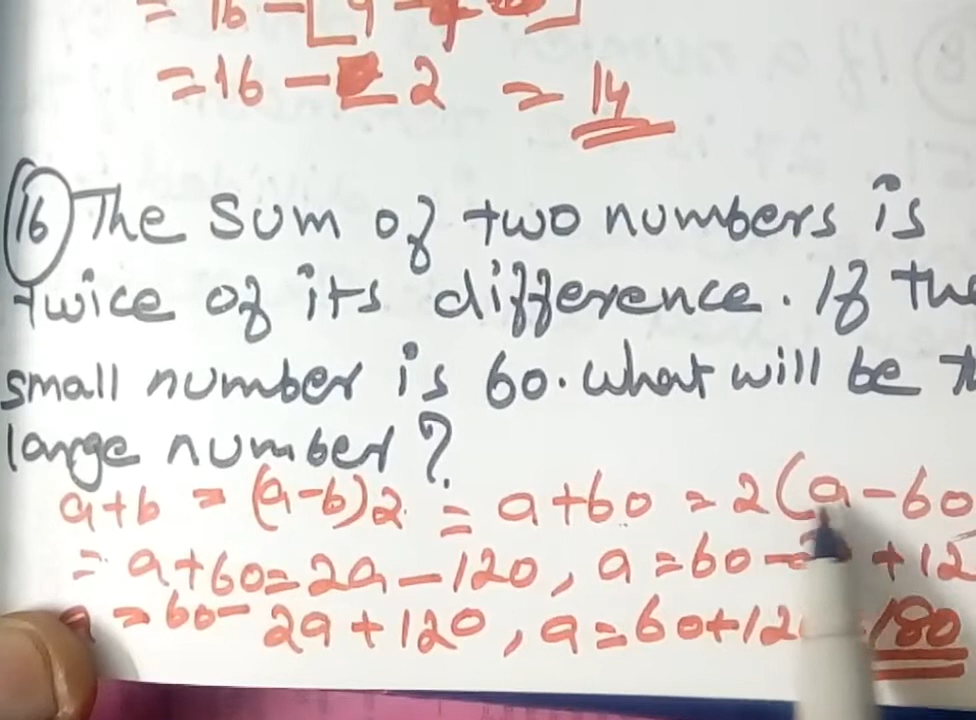 = 16 -
= 16 - 2 = 14
16 The sum of two numbers is
twice of its difference. If the
small number is 60. what will be
large number?
a+b = (a-b)2 = a+60 = 2(a-60
= a+60=2a-120, a=60- +12
= 60- 2a+120, a=60+12 180